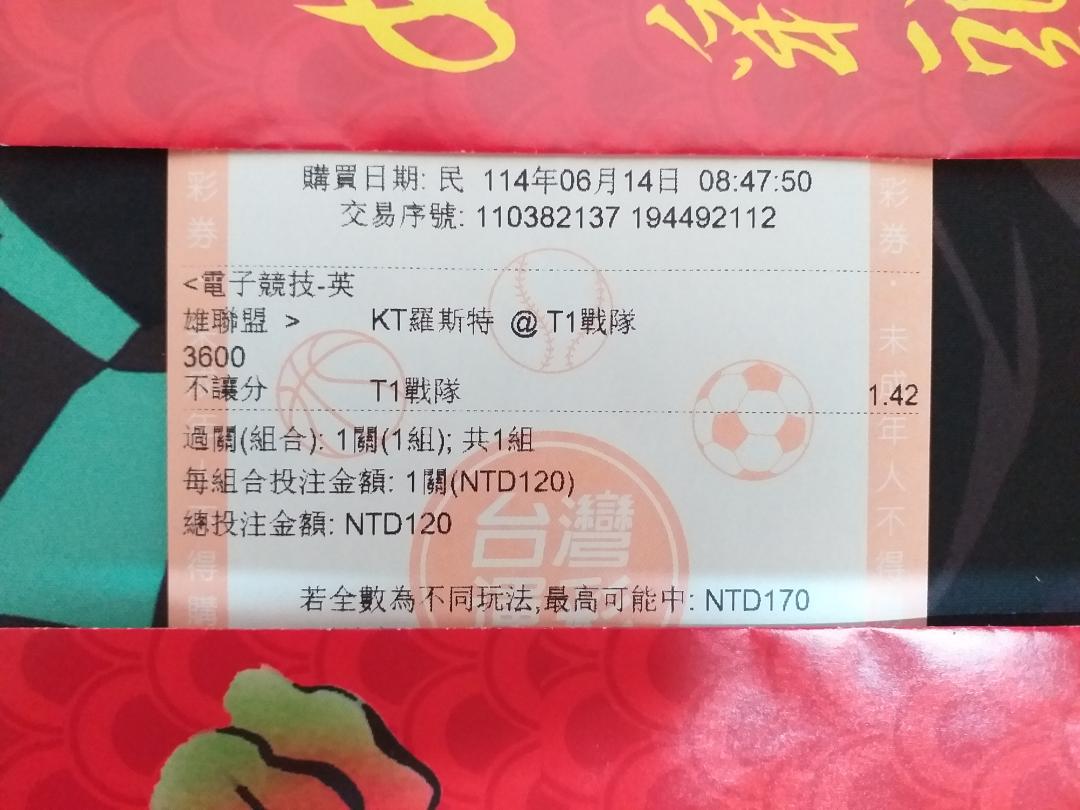 購買日期: 民 114年06月14日 08:47:50
交易序號: 110382137 194492112
<電子競技-英
雄聯盟 > KT羅斯特 @ T1戰隊
3600
不讓分 T1戰隊 1.42
過關(組合): 1關(1組); 共1組
每組合投注金額: 1關(NTD120)
總投注金額: NTD120
若全數為不同玩法,最高可能中: NTD170
台灣
運彩
彩券
得購
彩券．未成年人不得